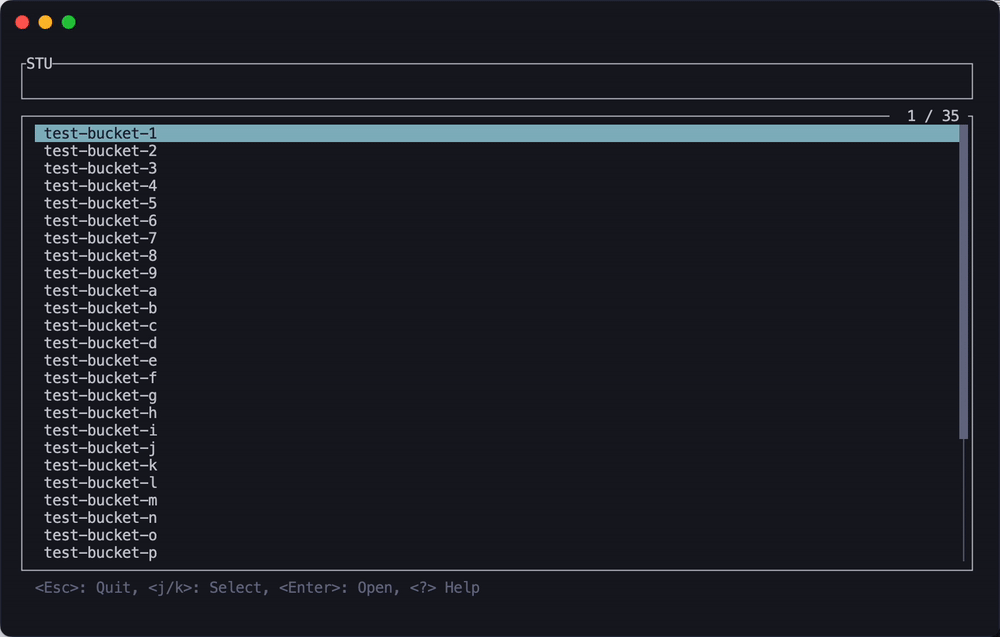 STU
1 / 35
test-bucket-1
test-bucket-2
test-bucket-3
test-bucket-4
test-bucket-5
test-bucket-6
test-bucket-7
test-bucket-8
test-bucket-9
test-bucket-a
test-bucket-b
test-bucket-c
test-bucket-d
test-bucket-e
test-bucket-f
test-bucket-g
test-bucket-h
test-bucket-i
test-bucket-j
test-bucket-k
test-bucket-l
test-bucket-m
test-bucket-n
test-bucket-o
test-bucket-p
<Esc>: Quit, <j/k>: Select, <Enter>: Open, <?> Help